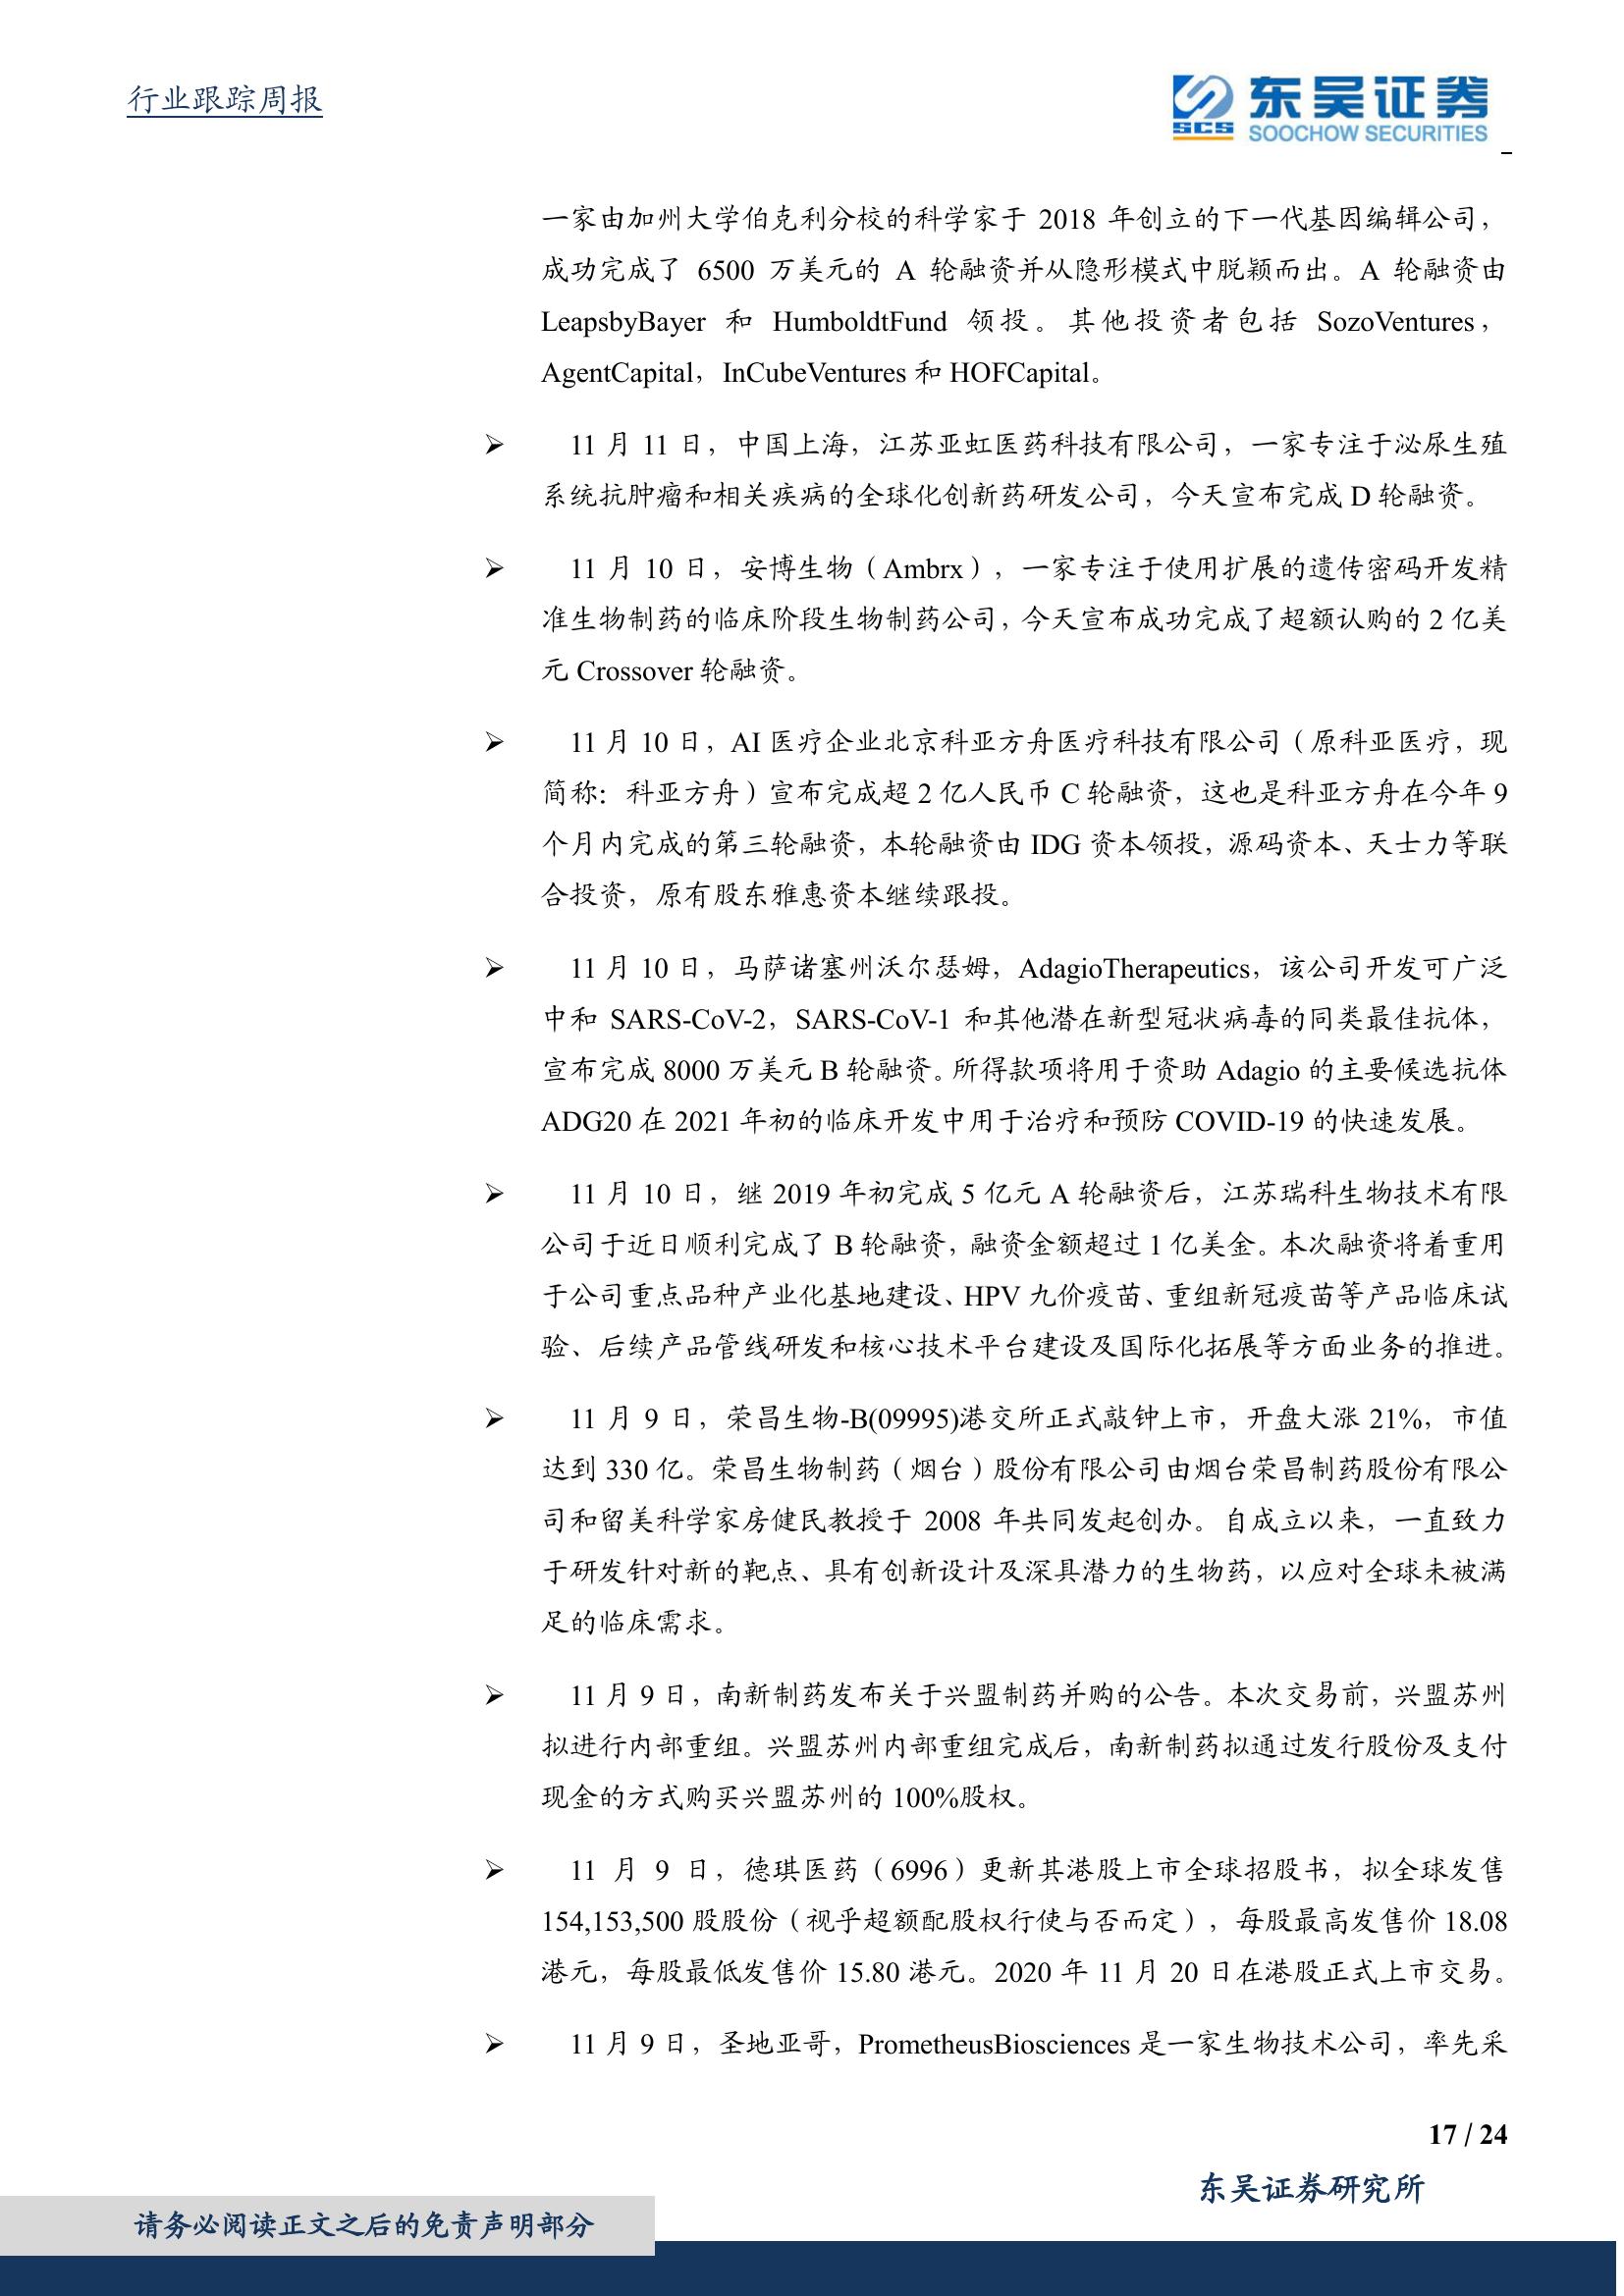 行业跟踪周报
东吴证券
SCS
SOOCHOW SECURITIES
一家由加州大学伯克利分校的科学家于 2018 年创立的下一代基因编辑公司，
成功完成了 6500 万美元的 A 轮融资并从隐形模式中脱颖而出。A 轮融资由
LeapsbyBayer 和 HumboldtFund 领投。其他投资者包括 SozoVentures，
AgentCapital，InCubeVentures 和 HOFCapital。
➢ 11 月 11 日，中国上海，江苏亚虹医药科技有限公司，一家专注于泌尿生殖
系统抗肿瘤和相关疾病的全球化创新药研发公司，今天宣布完成 D 轮融资。
➢ 11 月 10 日，安博生物（Ambrx），一家专注于使用扩展的遗传密码开发精
准生物制药的临床阶段生物制药公司，今天宣布成功完成了超额认购的 2 亿美
元 Crossover 轮融资。
➢ 11 月 10 日，AI 医疗企业北京科亚方舟医疗科技有限公司（原科亚医疗，现
简称：科亚方舟）宣布完成超 2 亿人民币 C 轮融资，这也是科亚方舟在今年 9
个月内完成的第三轮融资，本轮融资由 IDG 资本领投，源码资本、天士力等联
合投资，原有股东雅惠资本继续跟投。
➢ 11 月 10 日，马萨诸塞州沃尔瑟姆，AdagioTherapeutics，该公司开发可广泛
中和 SARS-CoV-2，SARS-CoV-1 和其他潜在新型冠状病毒的同类最佳抗体，
宣布完成 8000 万美元 B 轮融资。所得款项将用于资助 Adagio 的主要候选抗体
ADG20 在 2021 年初的临床开发中用于治疗和预防 COVID-19 的快速发展。
➢ 11 月 10 日，继 2019 年初完成 5 亿元 A 轮融资后，江苏瑞科生物技术有限
公司于近日顺利完成了 B 轮融资，融资金额超过 1 亿美金。本次融资将着重用
于公司重点品种产业化基地建设、HPV 九价疫苗、重组新冠疫苗等产品临床试
验、后续产品管线研发和核心技术平台建设及国际化拓展等方面业务的推进。
➢ 11 月 9 日，荣昌生物-B(09995)港交所正式敲钟上市，开盘大涨 21%，市值
达到 330 亿。荣昌生物制药（烟台）股份有限公司由烟台荣昌制药股份有限公
司和留美科学家房健民教授于 2008 年共同发起创办。自成立以来，一直致力
于研发针对新的靶点、具有创新设计及深具潜力的生物药，以应对全球未被满
足的临床需求。
➢ 11 月 9 日，南新制药发布关于兴盟制药并购的公告。本次交易前，兴盟苏州
拟进行内部重组。兴盟苏州内部重组完成后，南新制药拟通过发行股份及支付
现金的方式购买兴盟苏州的 100%股权。
➢ 11 月 9 日，德琪医药（6996）更新其港股上市全球招股书，拟全球发售
154,153,500 股股份（视乎超额配股权行使与否而定），每股最高发售价 18.08
港元，每股最低发售价 15.80 港元。2020 年 11 月 20 日在港股正式上市交易。
➢ 11 月 9 日，圣地亚哥，PrometheusBiosciences 是一家生物技术公司，率先采
17 / 24
东吴证券研究所
请务必阅读正文之后的免责声明部分